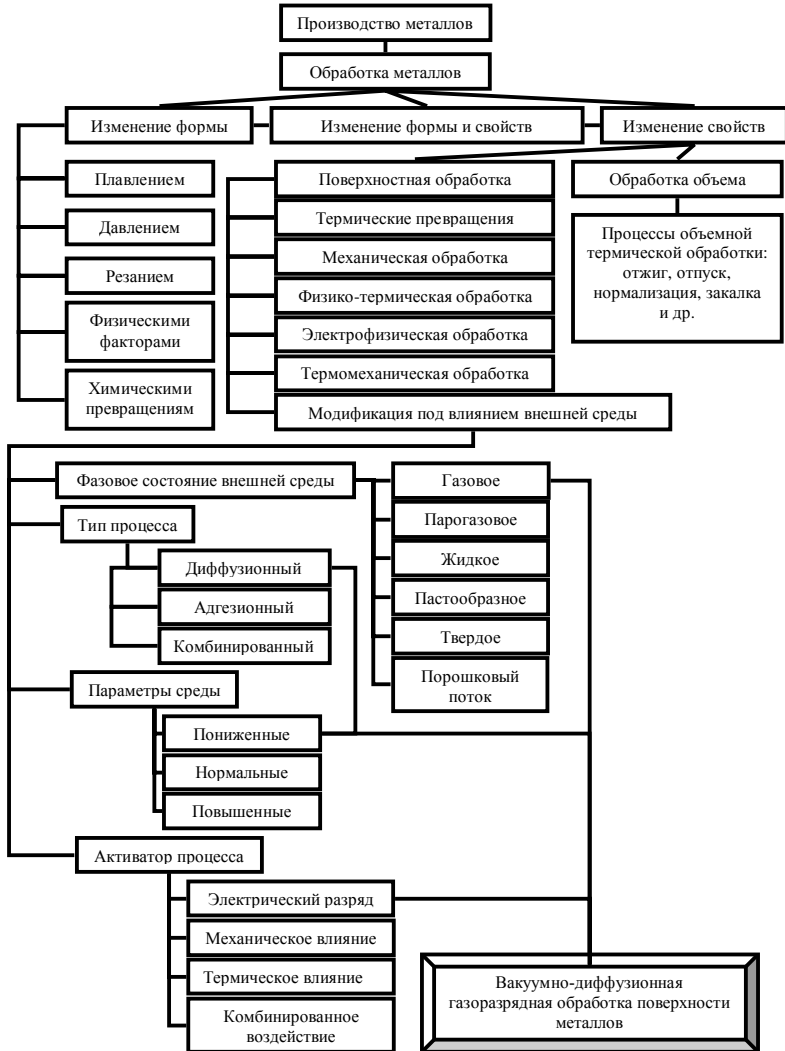 Производство металлов
Обработка металлов
Изменение формы
Изменение формы и свойств
Изменение свойств
Плавлением
Давлением
Резанием
Физическими
факторами
Химическими
превращениям
Поверхностная обработка
Термические превращения
Механическая обработка
Физико-термическая обработка
Электрофизическая обработка
Термомеханическая обработка
Модификация под влиянием внешней среды
Обработка объема
Процессы объемной
термической обработки:
отжиг, отпуск,
нормализация, закалка
и др.
Фазовое состояние внешней среды
Газовое
Парогазовое
Жидкое
Пастообразное
Твердое
Порошковый
поток
Тип процесса
Диффузионный
Адгезионный
Комбинированный
Параметры среды
Пониженные
Нормальные
Повышенные
Активатор процесса
Электрический разряд
Механическое влияние
Термическое влияние
Комбинированное
воздействие
Вакуумно-диффузионная
газоразрядная обработка поверхности
металлов